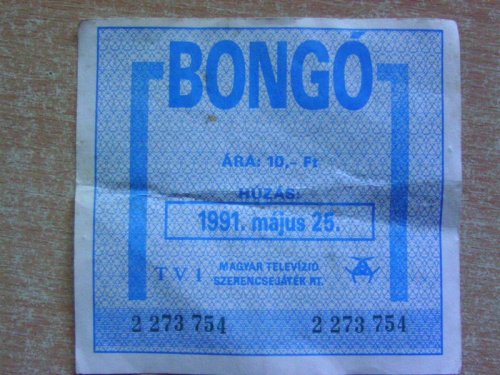 BONGÓ
ÁRA: 10,- Ft
HÚZÁS:
1991. május 25.
TV1 MAGYAR TELEVÍZIÓ
SZERENCSEJÁTÉK RT.
2 273 754 2 273 754